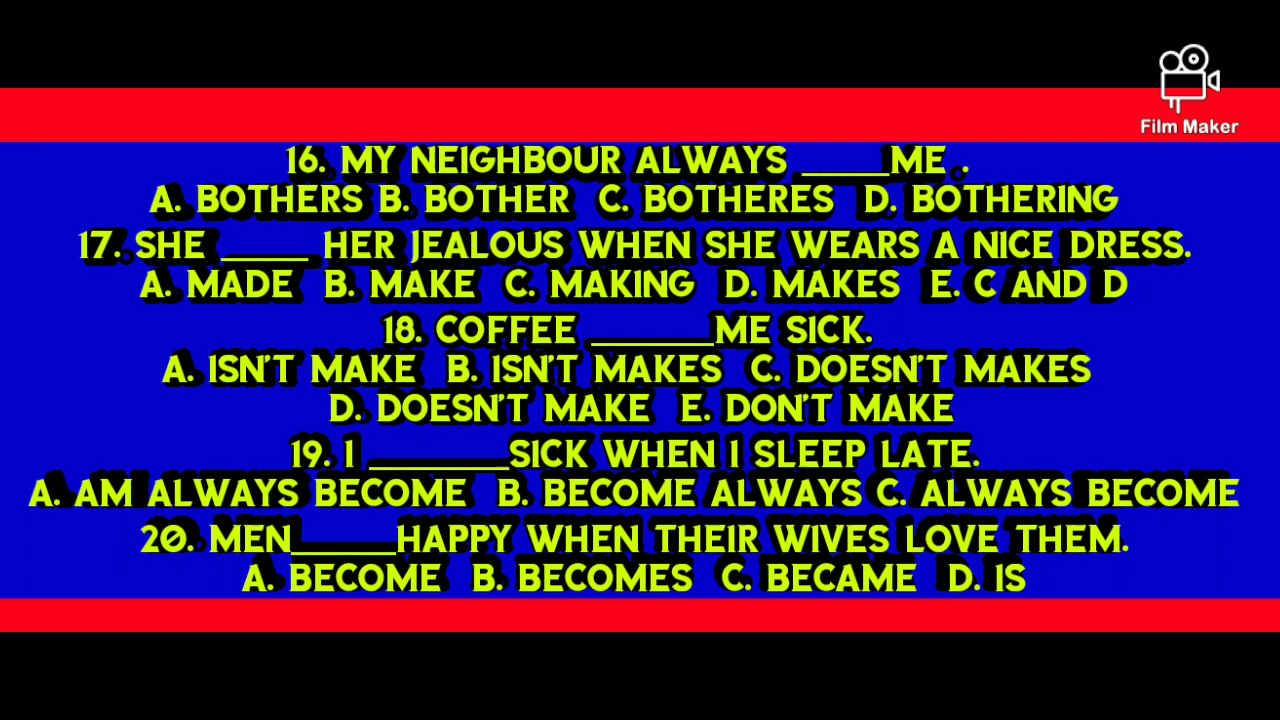 Film Maker
16. MY NEIGHBOUR ALWAYS _____ME .
A. BOTHERS B. BOTHER C. BOTHERES D. BOTHERING
17. SHE _____ HER JEALOUS WHEN SHE WEARS A NICE DRESS.
A. MADE B. MAKE C. MAKING D. MAKES E. C AND D
18. COFFEE _______ME SICK.
A. ISN'T MAKE B. ISN'T MAKES C. DOESN'T MAKES
D. DOESN'T MAKE E. DON'T MAKE
19. I ________SICK WHEN I SLEEP LATE.
A. AM ALWAYS BECOME B. BECOME ALWAYS C. ALWAYS BECOME
20. MEN______HAPPY WHEN THEIR WIVES LOVE THEM.
A. BECOME B. BECOMES C. BECAME D. IS